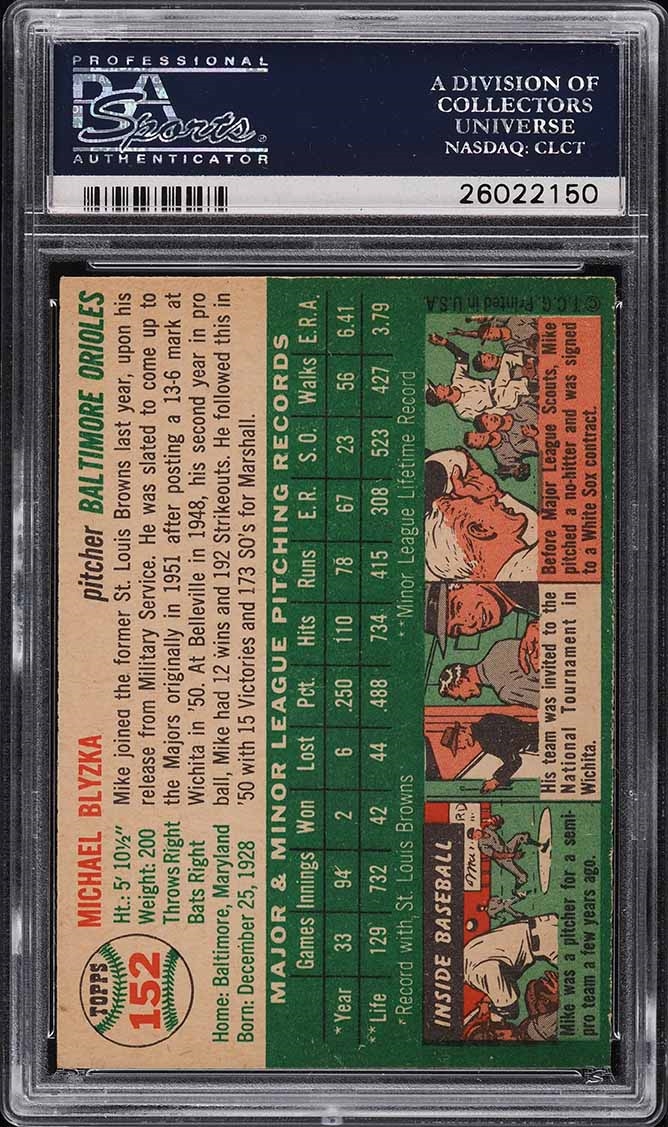 PROFESSIONAL
PSA
Sports
AUTHENTICATOR
A DIVISION OF
COLLECTORS
UNIVERSE
NASDAQ: CLCT
26022150
TOPPS
152
MICHAEL BLYZKA
pitcher BALTIMORE ORIOLES
Ht.: 5' 10½"
Weight: 200
Throws Right
Bats Right
Home: Baltimore, Maryland
Born: December 25, 1928
Mike joined the former St. Louis Browns last year, upon his
release from Military Service. He was slated to come up to
the Majors originally in 1951 after posting a 13-6 mark at
Wichita in '50. At Belleville in 1948, his second year in pro
ball, Mike had 12 wins and 192 Strikeouts. He followed this in
'50 with 15 Victories and 173 SO's for Marshall.
MAJOR & MINOR LEAGUE PITCHING RECORDS
Games Innings Won Lost Pct. Hits Runs E.R. S.O. Walks E.R.A.
*Year 33 94 2 6 .250 110 78 67 23 56 6.41
**Life 129 732 42 44 .488 734 415 308 523 427 3.79
*Record with St. Louis Browns **Minor League Lifetime Record
INSIDE BASEBALL
Mike was a pitcher for a semi-
pro team a few years ago.
His team was invited to the
National Tournament in
Wichita.
Before Major League Scouts, Mike
pitched a no-hitter and was signed
to a White Sox contract.
© T.C.G. Printed in U.S.A.